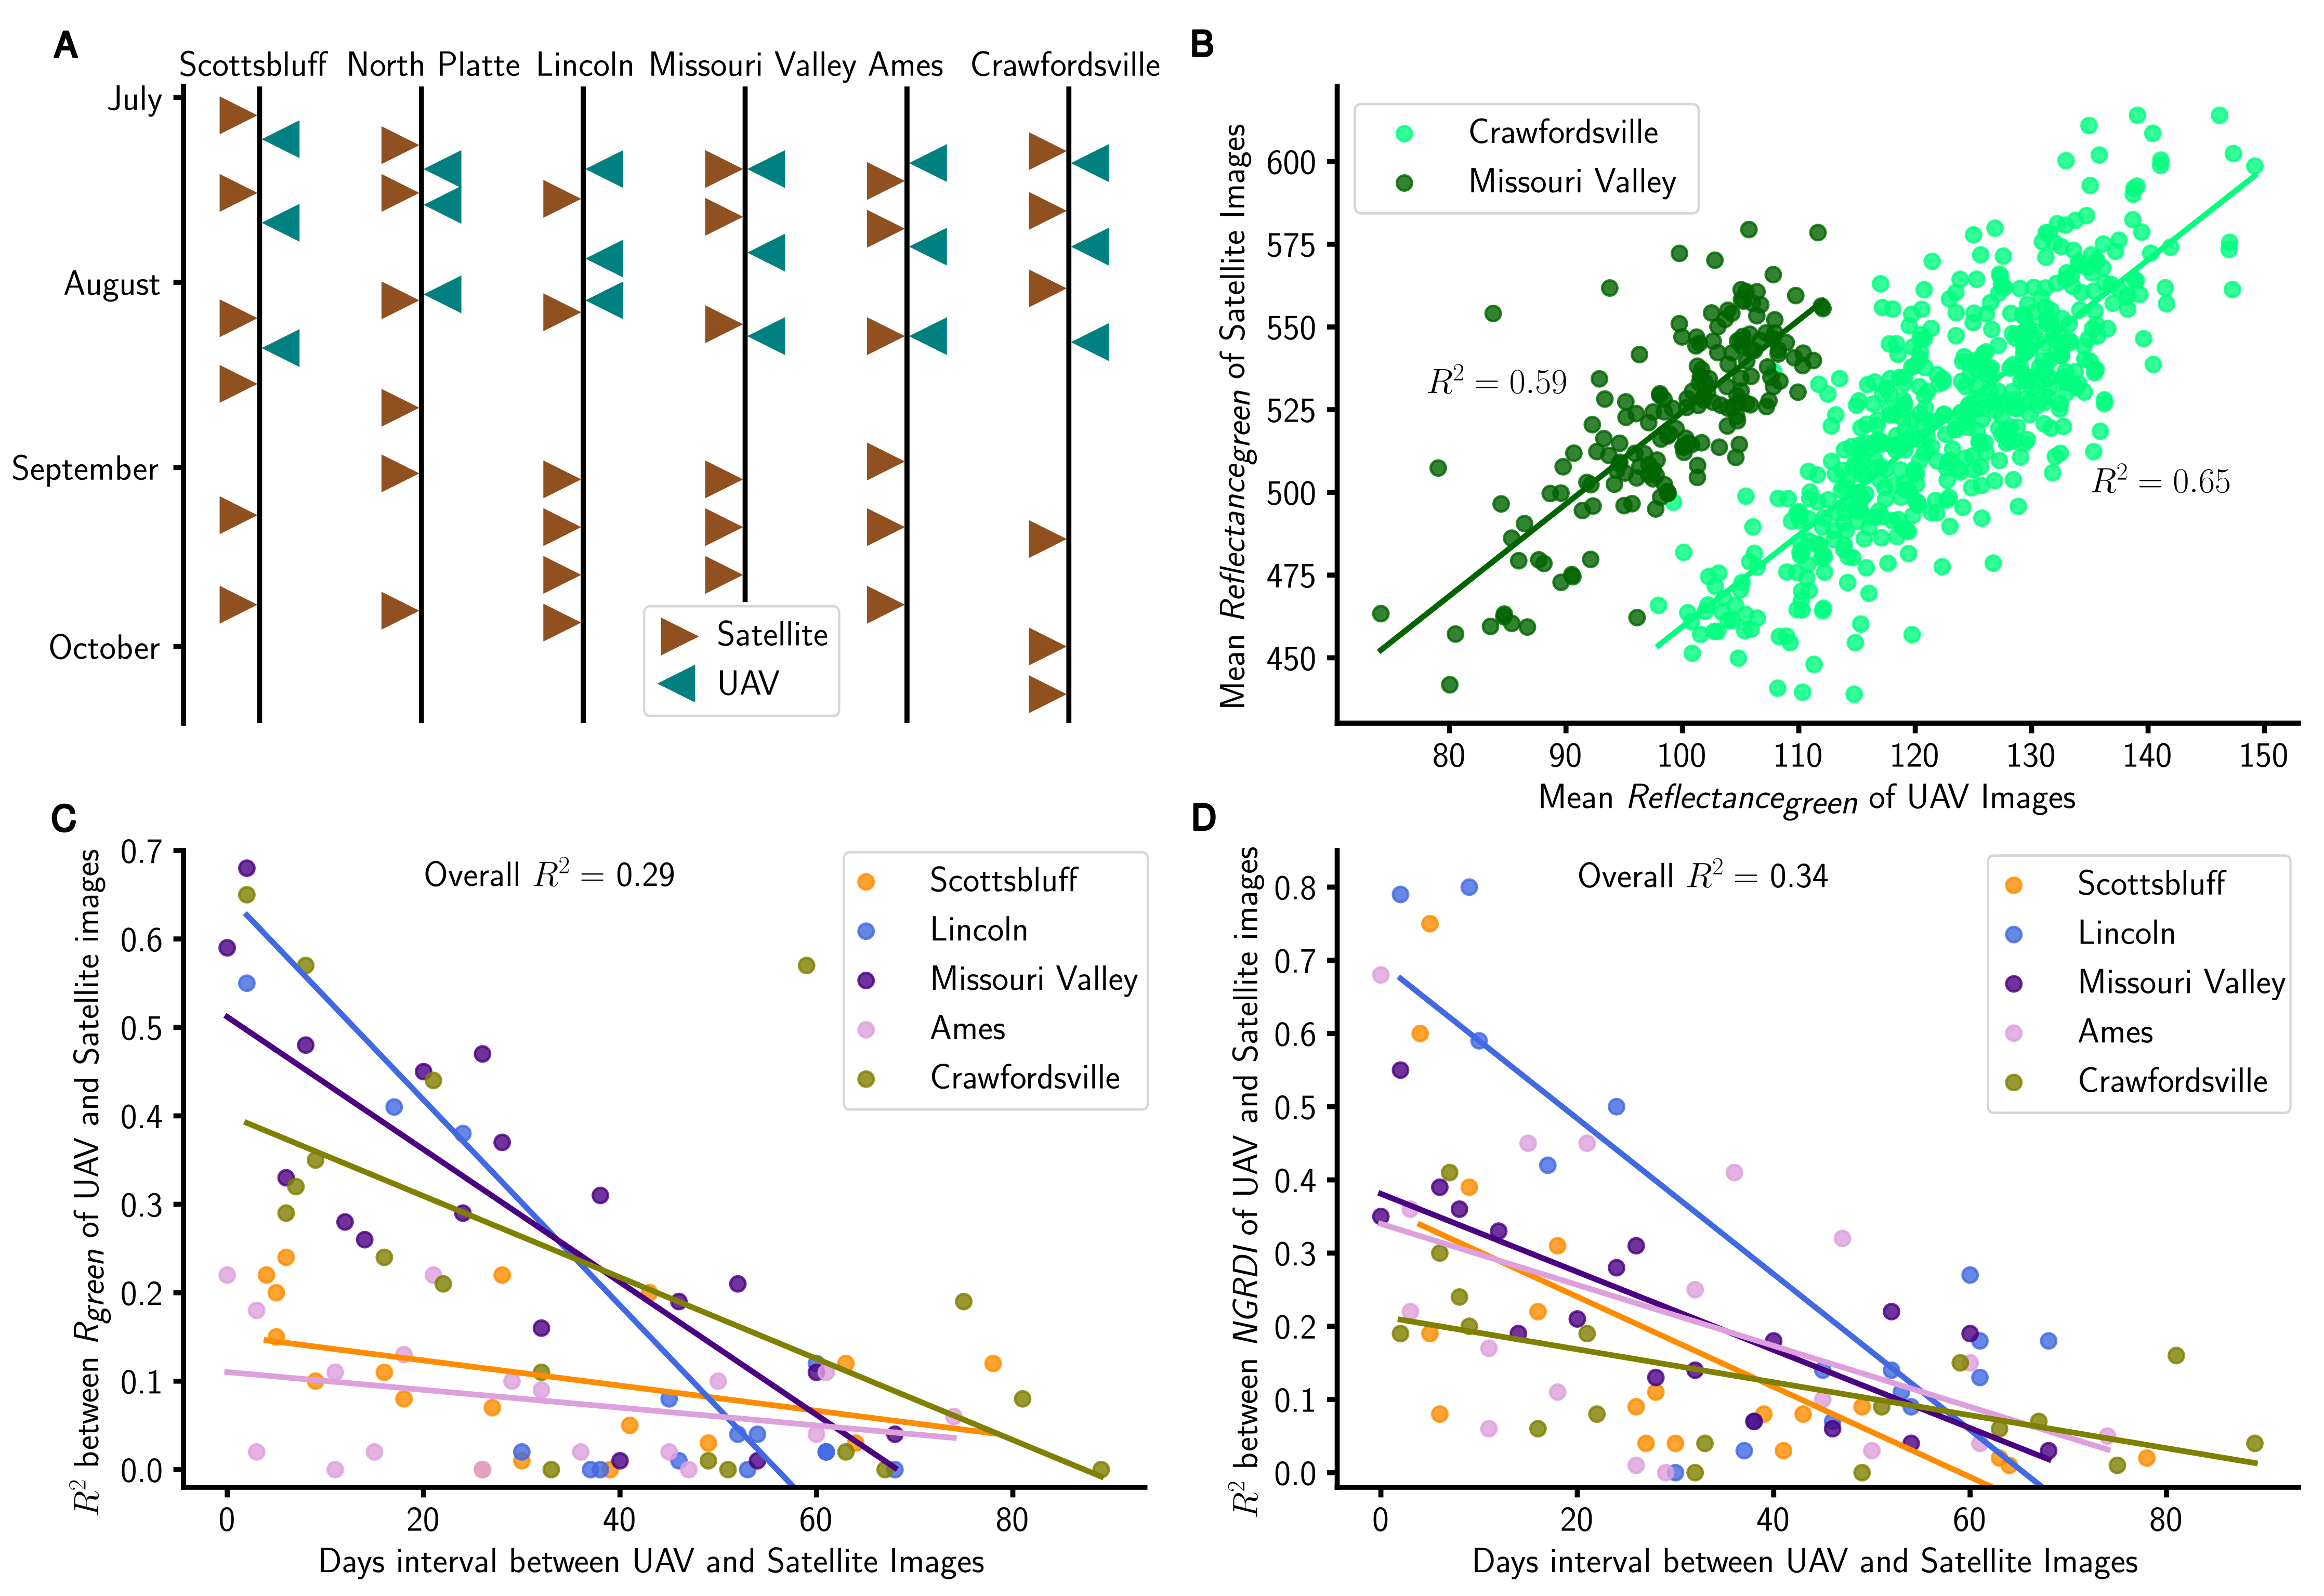 A
Scottsbluff North Platte Lincoln Missouri Valley Ames Crawfordsville
July
August
September
October
Satellite
UAV
B
Mean Reflectancegreen of Satellite Images
600
575
550
525
500
475
450
Crawfordsville
Missouri Valley
R² = 0.59
R² = 0.65
80 90 100 110 120 130 140 150
Mean Reflectancegreen of UAV Images
C
R² between Rgreen of UAV and Satellite images
0.7
0.6
0.5
0.4
0.3
0.2
0.1
0.0
Overall R² = 0.29
Scottsbluff
Lincoln
Missouri Valley
Ames
Crawfordsville
0 20 40 60 80
Days interval between UAV and Satellite Images
D
R² between NGRDI of UAV and Satellite images
0.8
0.7
0.6
0.5
0.4
0.3
0.2
0.1
0.0
Overall R² = 0.34
Scottsbluff
Lincoln
Missouri Valley
Ames
Crawfordsville
0 20 40 60 80
Days interval between UAV and Satellite Images